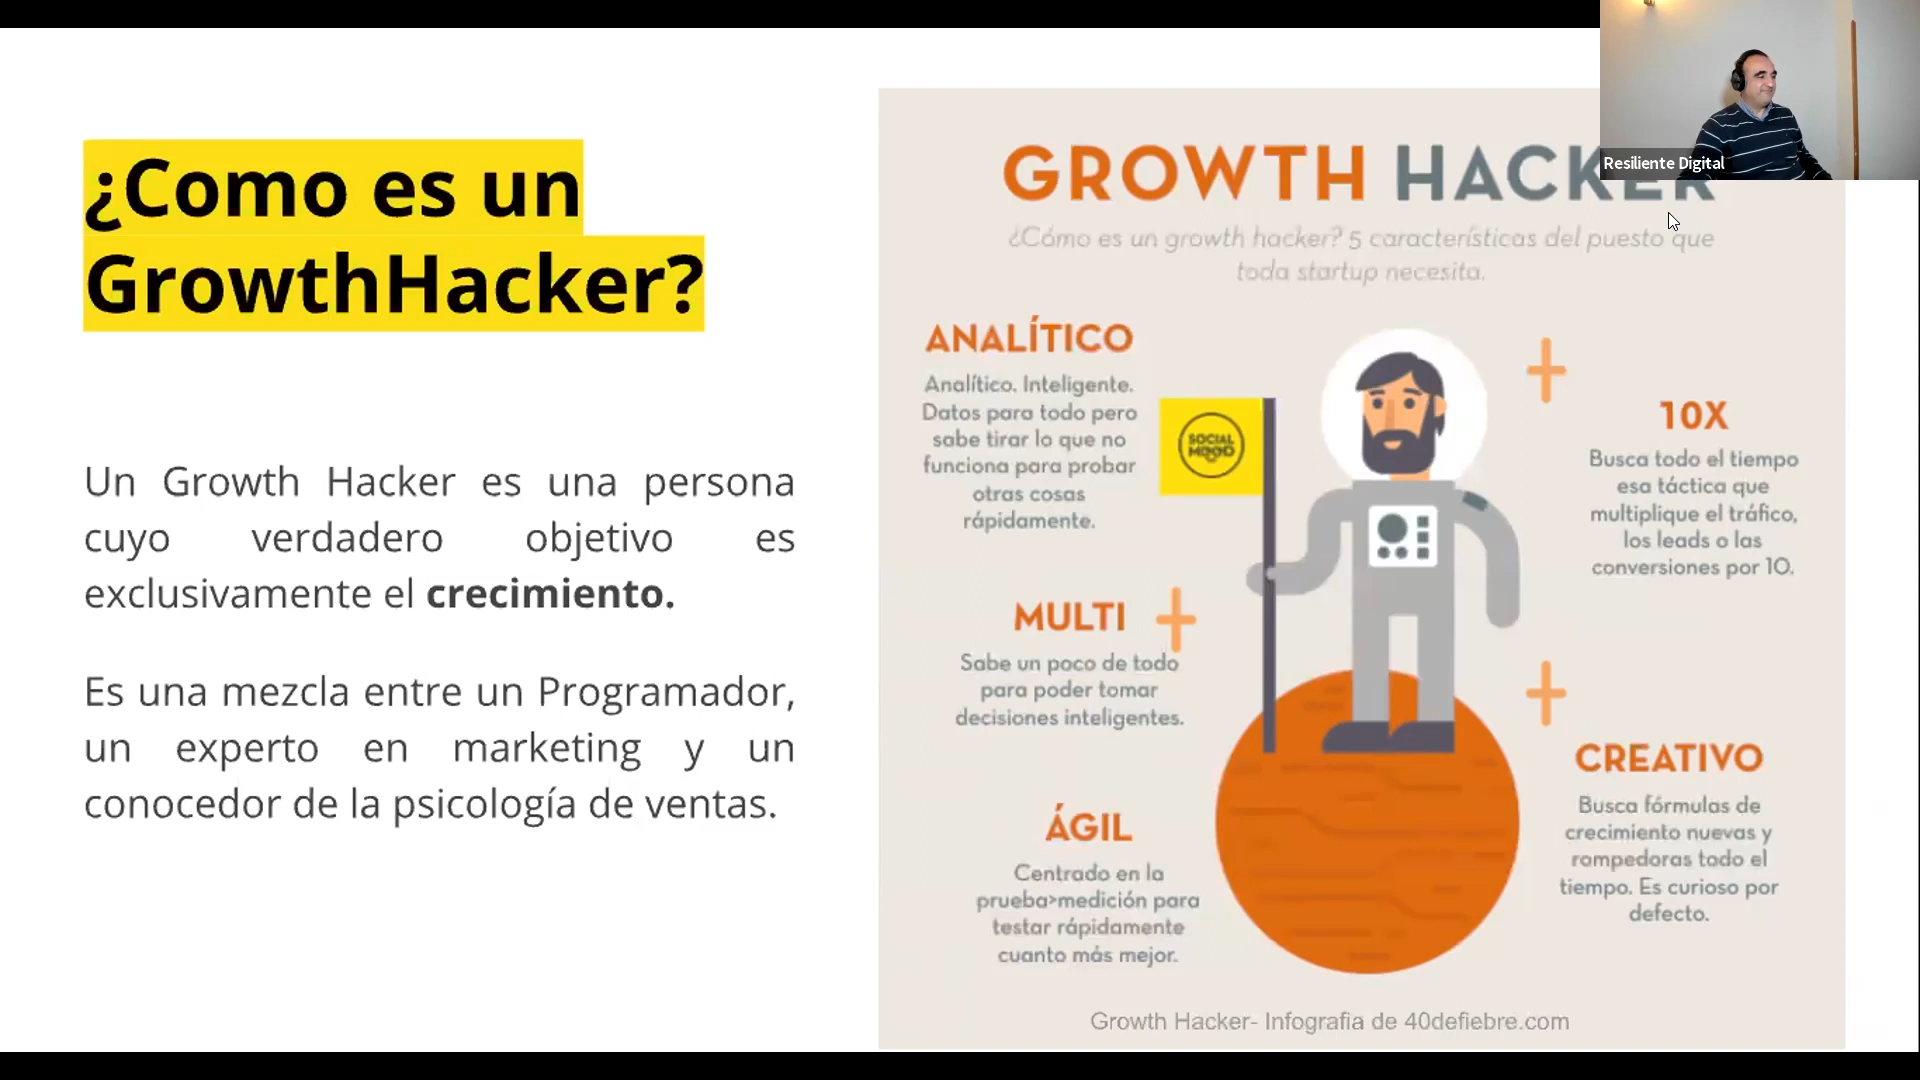 ¿Como es un
GrowthHacker?
Un Growth Hacker es una persona
cuyo verdadero objetivo es
exclusivamente el crecimiento.
Es una mezcla entre un Programador,
un experto en marketing y un
conocedor de la psicología de ventas.
GROWTH HACKER
¿Cómo es un growth hacker? 5 características del puesto que
toda startup necesita.
ANALÍTICO
Analítico. Inteligente.
Datos para todo pero
sabe tirar lo que no
funciona para probar
otras cosas
rápidamente.
SOCIAL
MOOD
MULTI
Sabe un poco de todo
para poder tomar
decisiones inteligentes.
ÁGIL
Centrado en la
prueba>medición para
testar rápidamente
cuanto más mejor.
10X
Busca todo el tiempo
esa táctica que
multiplique el tráfico,
los leads o las
conversiones por 10.
CREATIVO
Busca fórmulas de
crecimiento nuevas y
rompedoras todo el
tiempo. Es curioso por
defecto.
Growth Hacker- Infografia de 40defiebre.com
Resiliente Digital